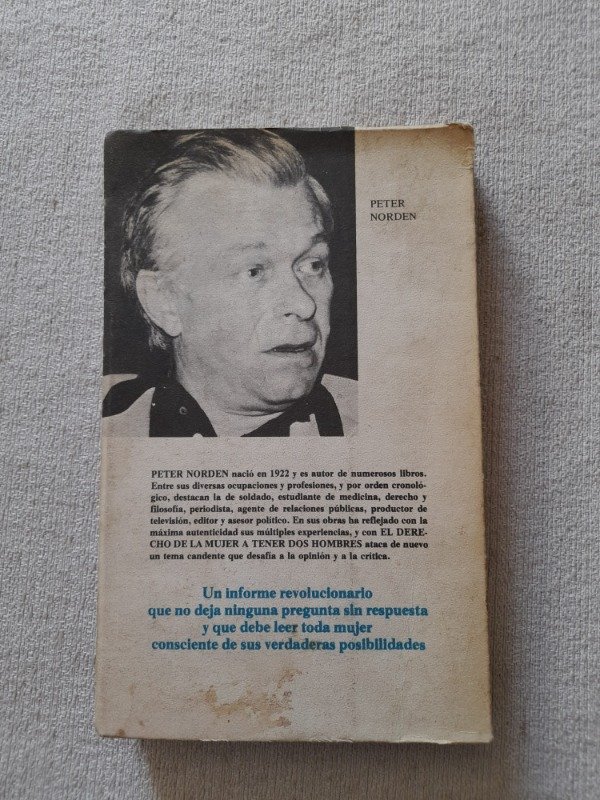 PETER
NORDEN
PETER NORDEN nació en 1922 y es autor de numerosos libros.
Entre sus diversas ocupaciones y profesiones, y por orden cronoló-
gico, destacan la de soldado, estudiante de medicina, derecho y
filosofía, periodista, agente de relaciones públicas, productor de
televisión, editor y asesor político. En sus obras ha reflejado con la
máxima autenticidad sus múltiples experiencias, y con EL DERE-
CHO DE LA MUJER A TENER DOS HOMBRES ataca de nuevo
un tema candente que desafía a la opinión y a la crítica.
Un informe revolucionario
que no deja ninguna pregunta sin respuesta
y que debe leer toda mujer
consciente de sus verdaderas posibilidades